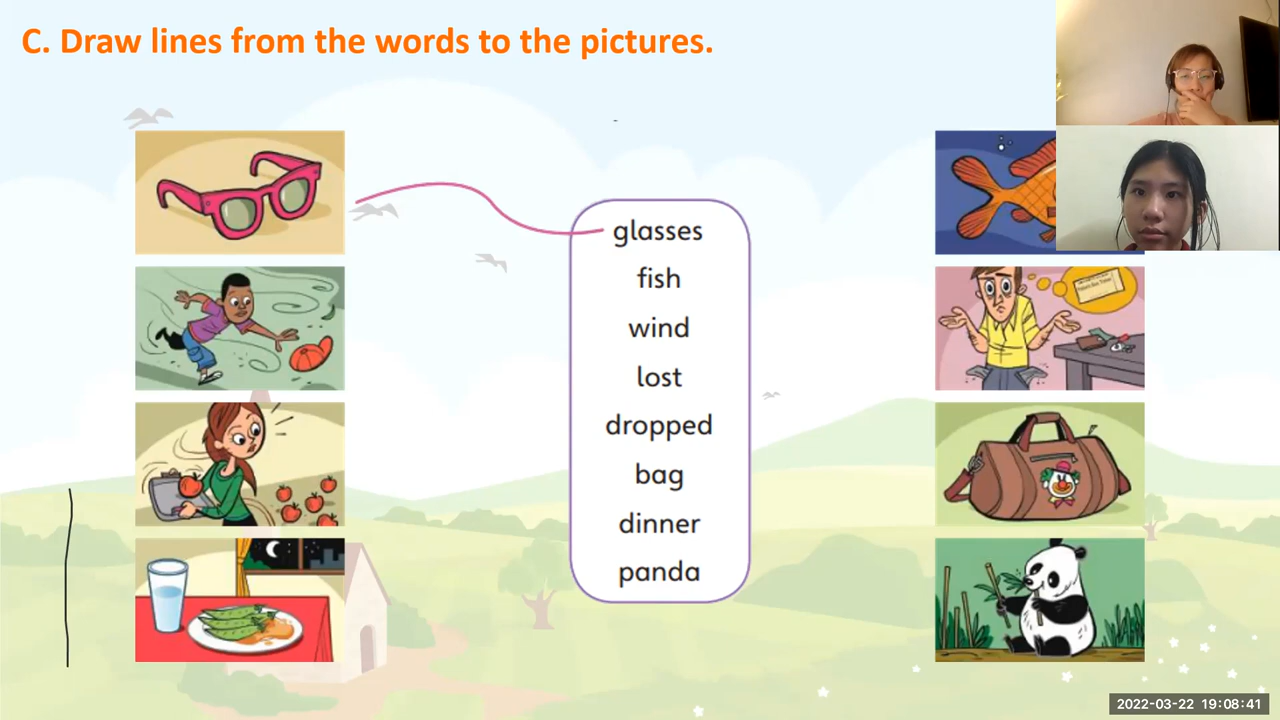 C. Draw lines from the words to the pictures.
glasses
fish
wind
lost
dropped
bag
dinner
panda
2022-03-22 19:08:41